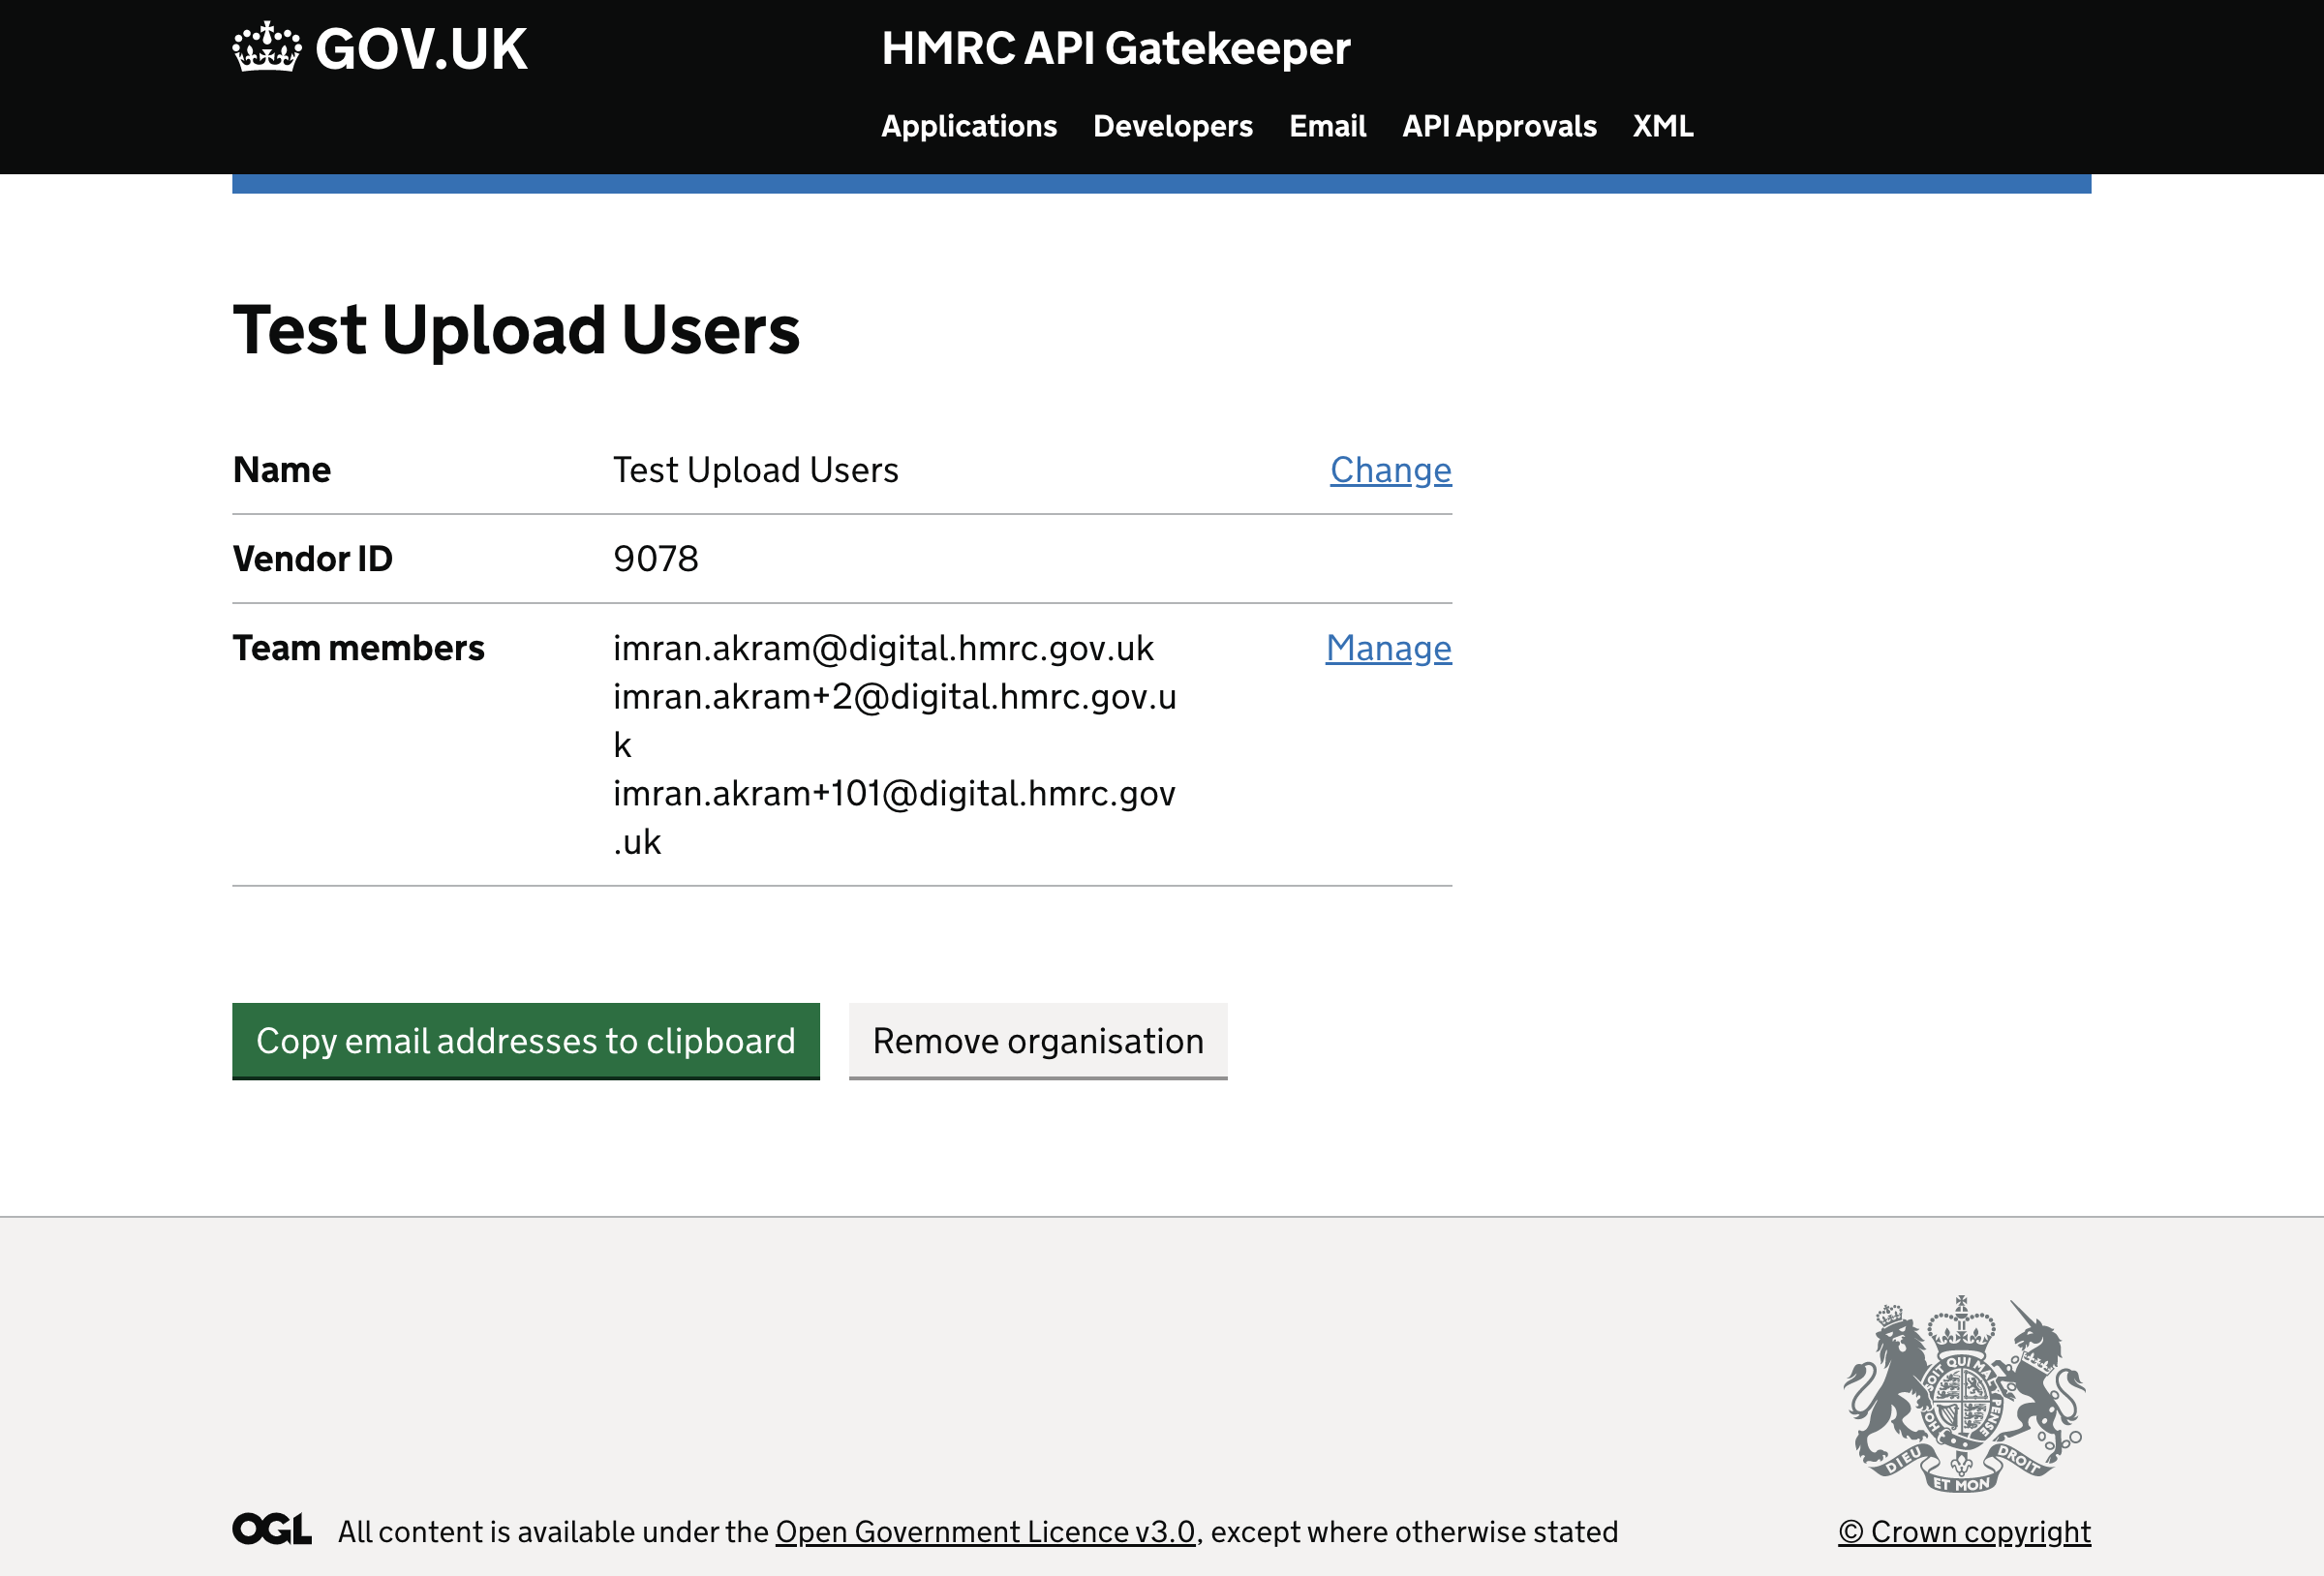 GOV.UK
HMRC API Gatekeeper
Applications Developers Email API Approvals XML
Test Upload Users
Name Test Upload Users Change
Vendor ID 9078
Team members imran.akram@digital.hmrc.gov.uk Manage
imran.akram+2@digital.hmrc.gov.u
k
imran.akram+101@digital.hmrc.gov
.uk
Copy email addresses to clipboard Remove organisation
SOIT QUI MAL Y PENSE
DIEU ET MON DROIT
OGL All content is available under the Open Government Licence v3.0, except where otherwise stated © Crown copyright